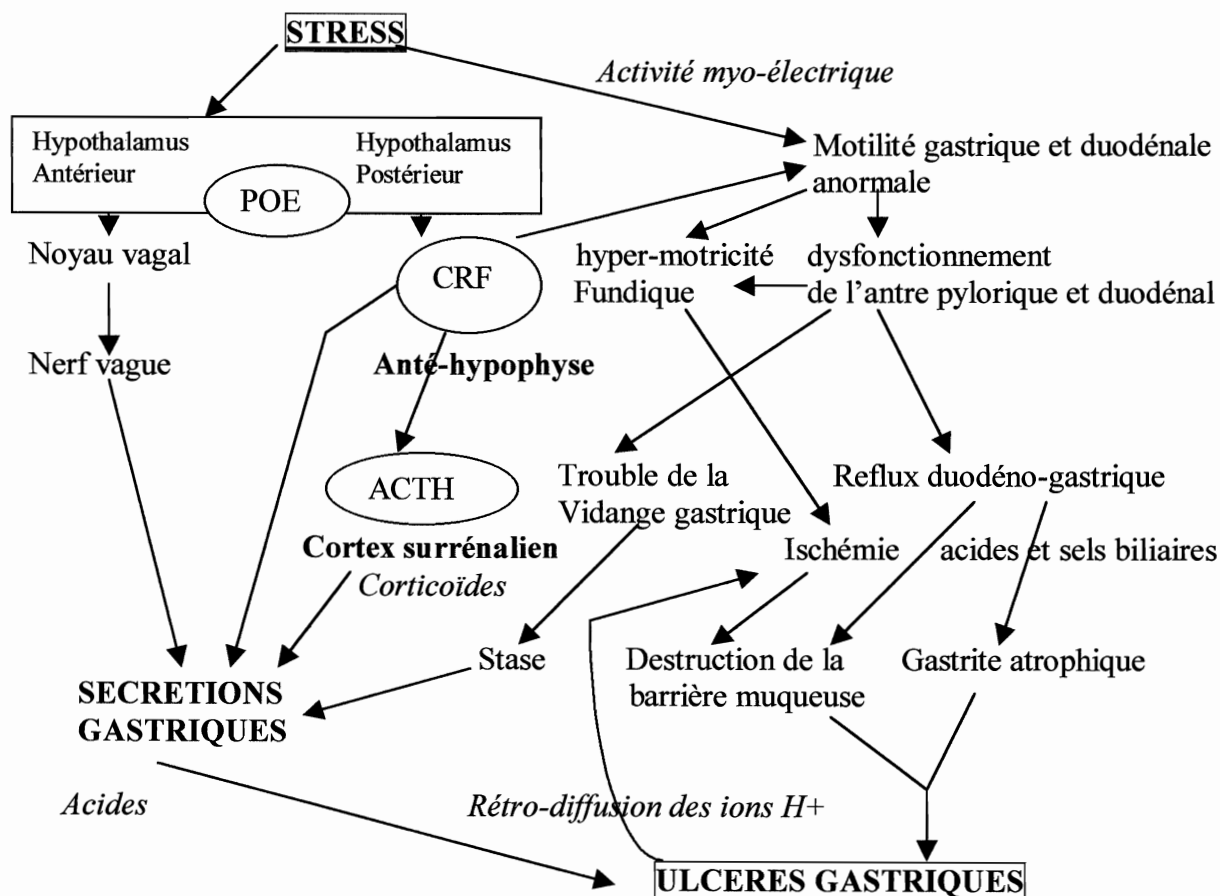 STRESS
Activité myo-électrique
Hypothalamus
Antérieur
Hypothalamus
Postérieur
POE
Motilité gastrique et duodénale
anormale
Noyau vagal
CRF
hyper-motricité
Fundique
dysfonctionnement
de l'antre pylorique et duodénal
Nerf vague
Anté-hypophyse
ACTH
Trouble de la
Vidange gastrique
Reflux duodéno-gastrique
Cortex surrénalien
Corticoïdes
Ischémie
acides et sels biliaires
Stase
Destruction de la
barrière muqueuse
Gastrite atrophique
SECRETIONS
GASTRIQUES
Acides
Rétro-diffusion des ions H+
ULCERES GASTRIQUES